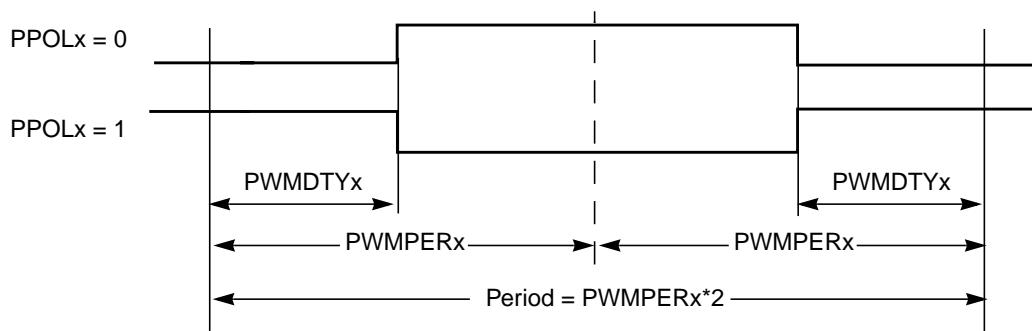 PPOLx = 0
PPOLx = 1
PWMDTYx
PWMDTYx
PWMPERx
PWMPERx
Period = PWMPERx*2